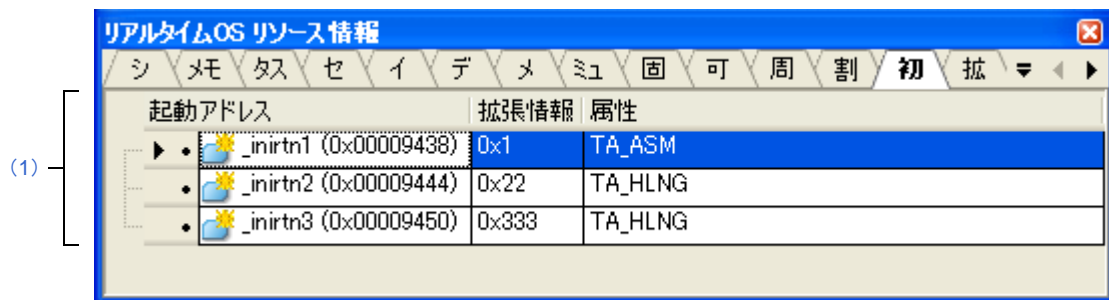 リアルタイムOS リソース情報
シ メモ タス セ イ デ メ ミュ 固 可 周 割 初 拡
起動アドレス 拡張情報 属性
(1)
_inirtn1 (0x00009438) 0x1 TA_ASM
_inirtn2 (0x00009444) 0x22 TA_HLNG
_inirtn3 (0x00009450) 0x333 TA_HLNG